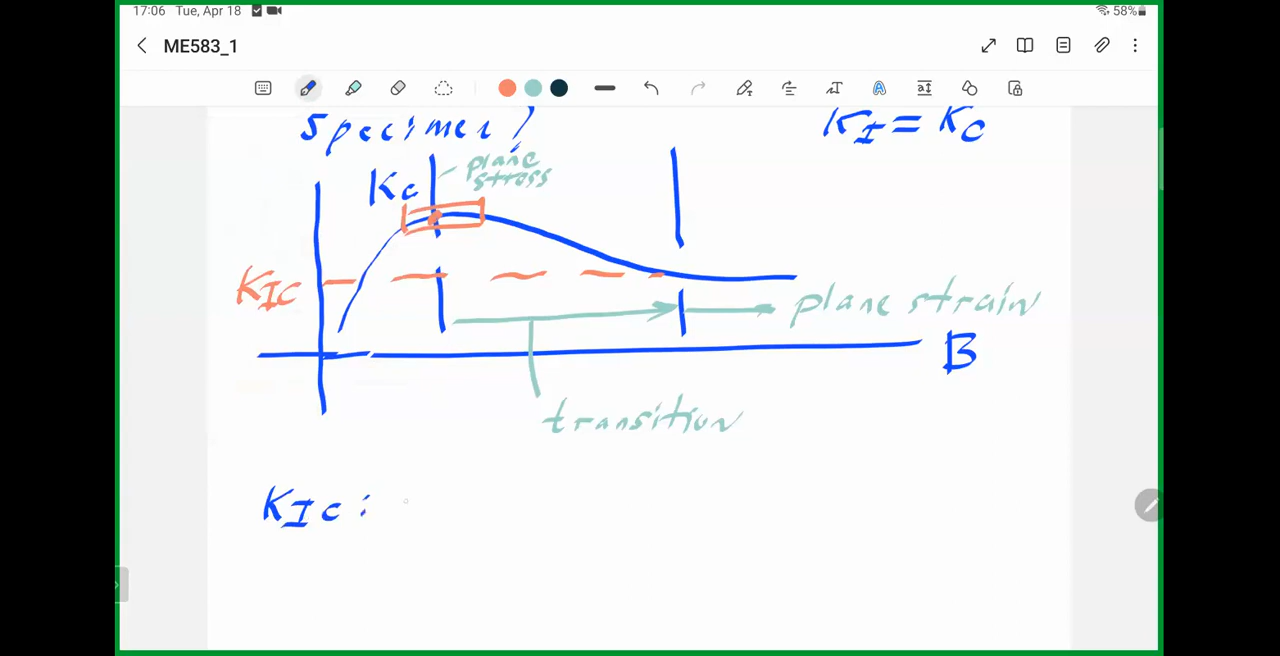 17:06 Tue, Apr 18 58%
ME583_1
Specimen?
KI = KC
Kc
plane
stress
KIC
plane strain
B
transition
KIc :